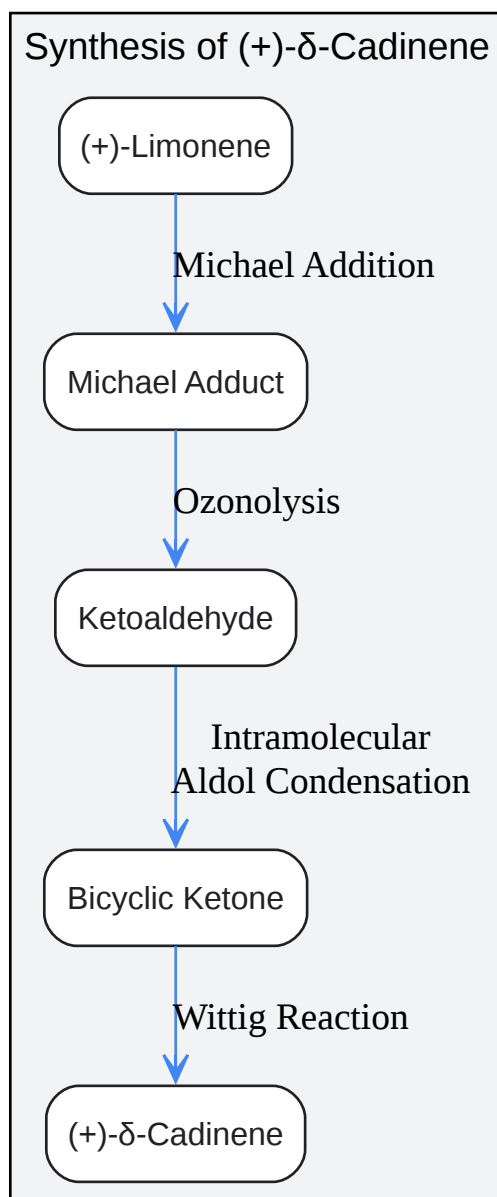 Synthesis of (+)-δ-Cadinene
(+)-Limonene
Michael Addition
Michael Adduct
Ozonolysis
Ketoaldehyde
Intramolecular
Aldol Condensation
Bicyclic Ketone
Wittig Reaction
(+)-δ-Cadinene